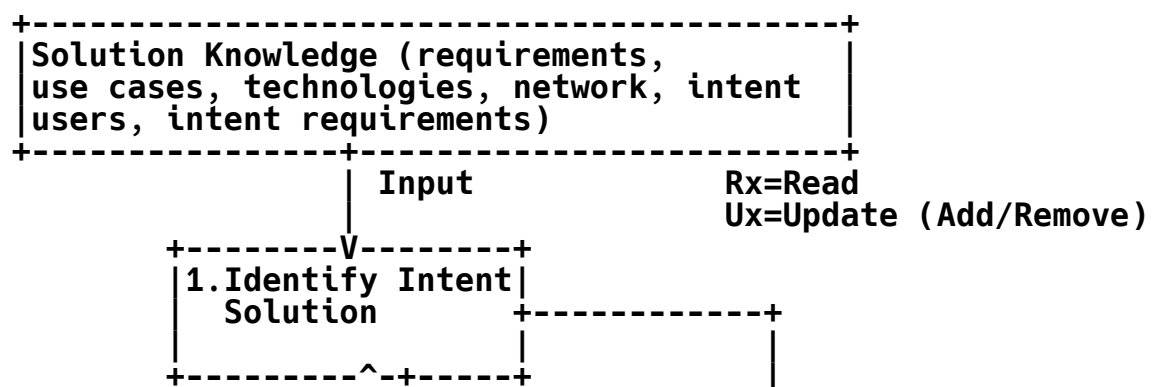 +------------------------------------------+
|Solution Knowledge (requirements,         |
|use cases, technologies, network, intent  |
|users, intent requirements)               |
+----------------+-------------------------+
                 | Input             Rx=Read
                 |                   Ux=Update (Add/Remove)
        +--------V--------+
        |1.Identify Intent|
        |  Solution       +------------+
        |                 |            |
        +---------^-+-----+            |